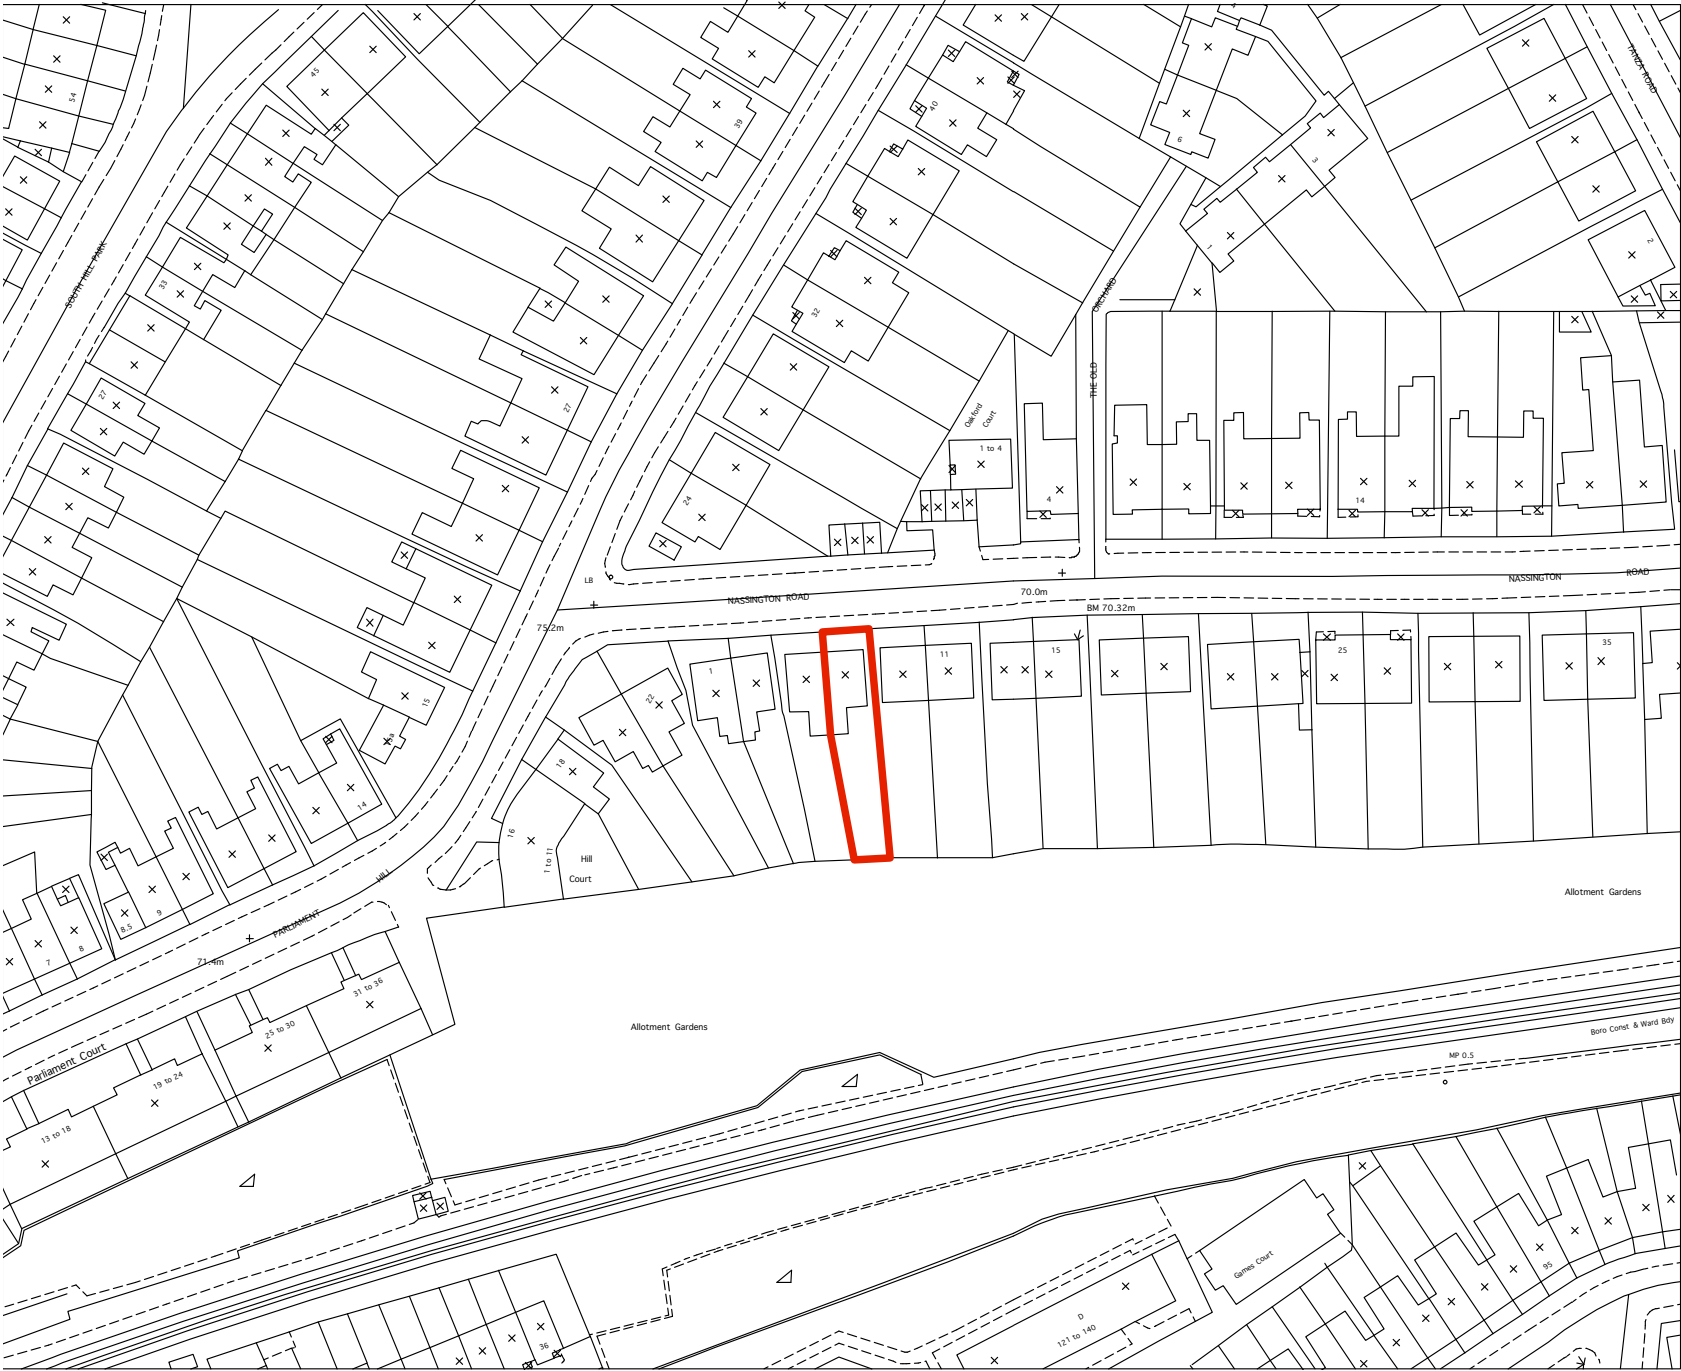 54
45
39
40
6
3
1
TANZA ROAD
2
SOUTH HILL PARK
33
32
ORCHARD
THE OLD
27
27
Oakford
Court
1 to 4
24
4
14
LB
NASSINGTON ROAD
70.0m
BM 70.32m
NASSINGTON
ROAD
75.2m
1
11
15
25
35
22
15
15a
18
16
1 to 11
Hill
Court
14
HILL
PARLIAMENT
9
8.5
8
7
71.4m
Allotment Gardens
31 to 36
25 to 30
Allotment Gardens
Parliament Court
19 to 24
13 to 18
Boro Const & Ward Bdy
MP 0.5
Games Court
95
D
121 to 140
36